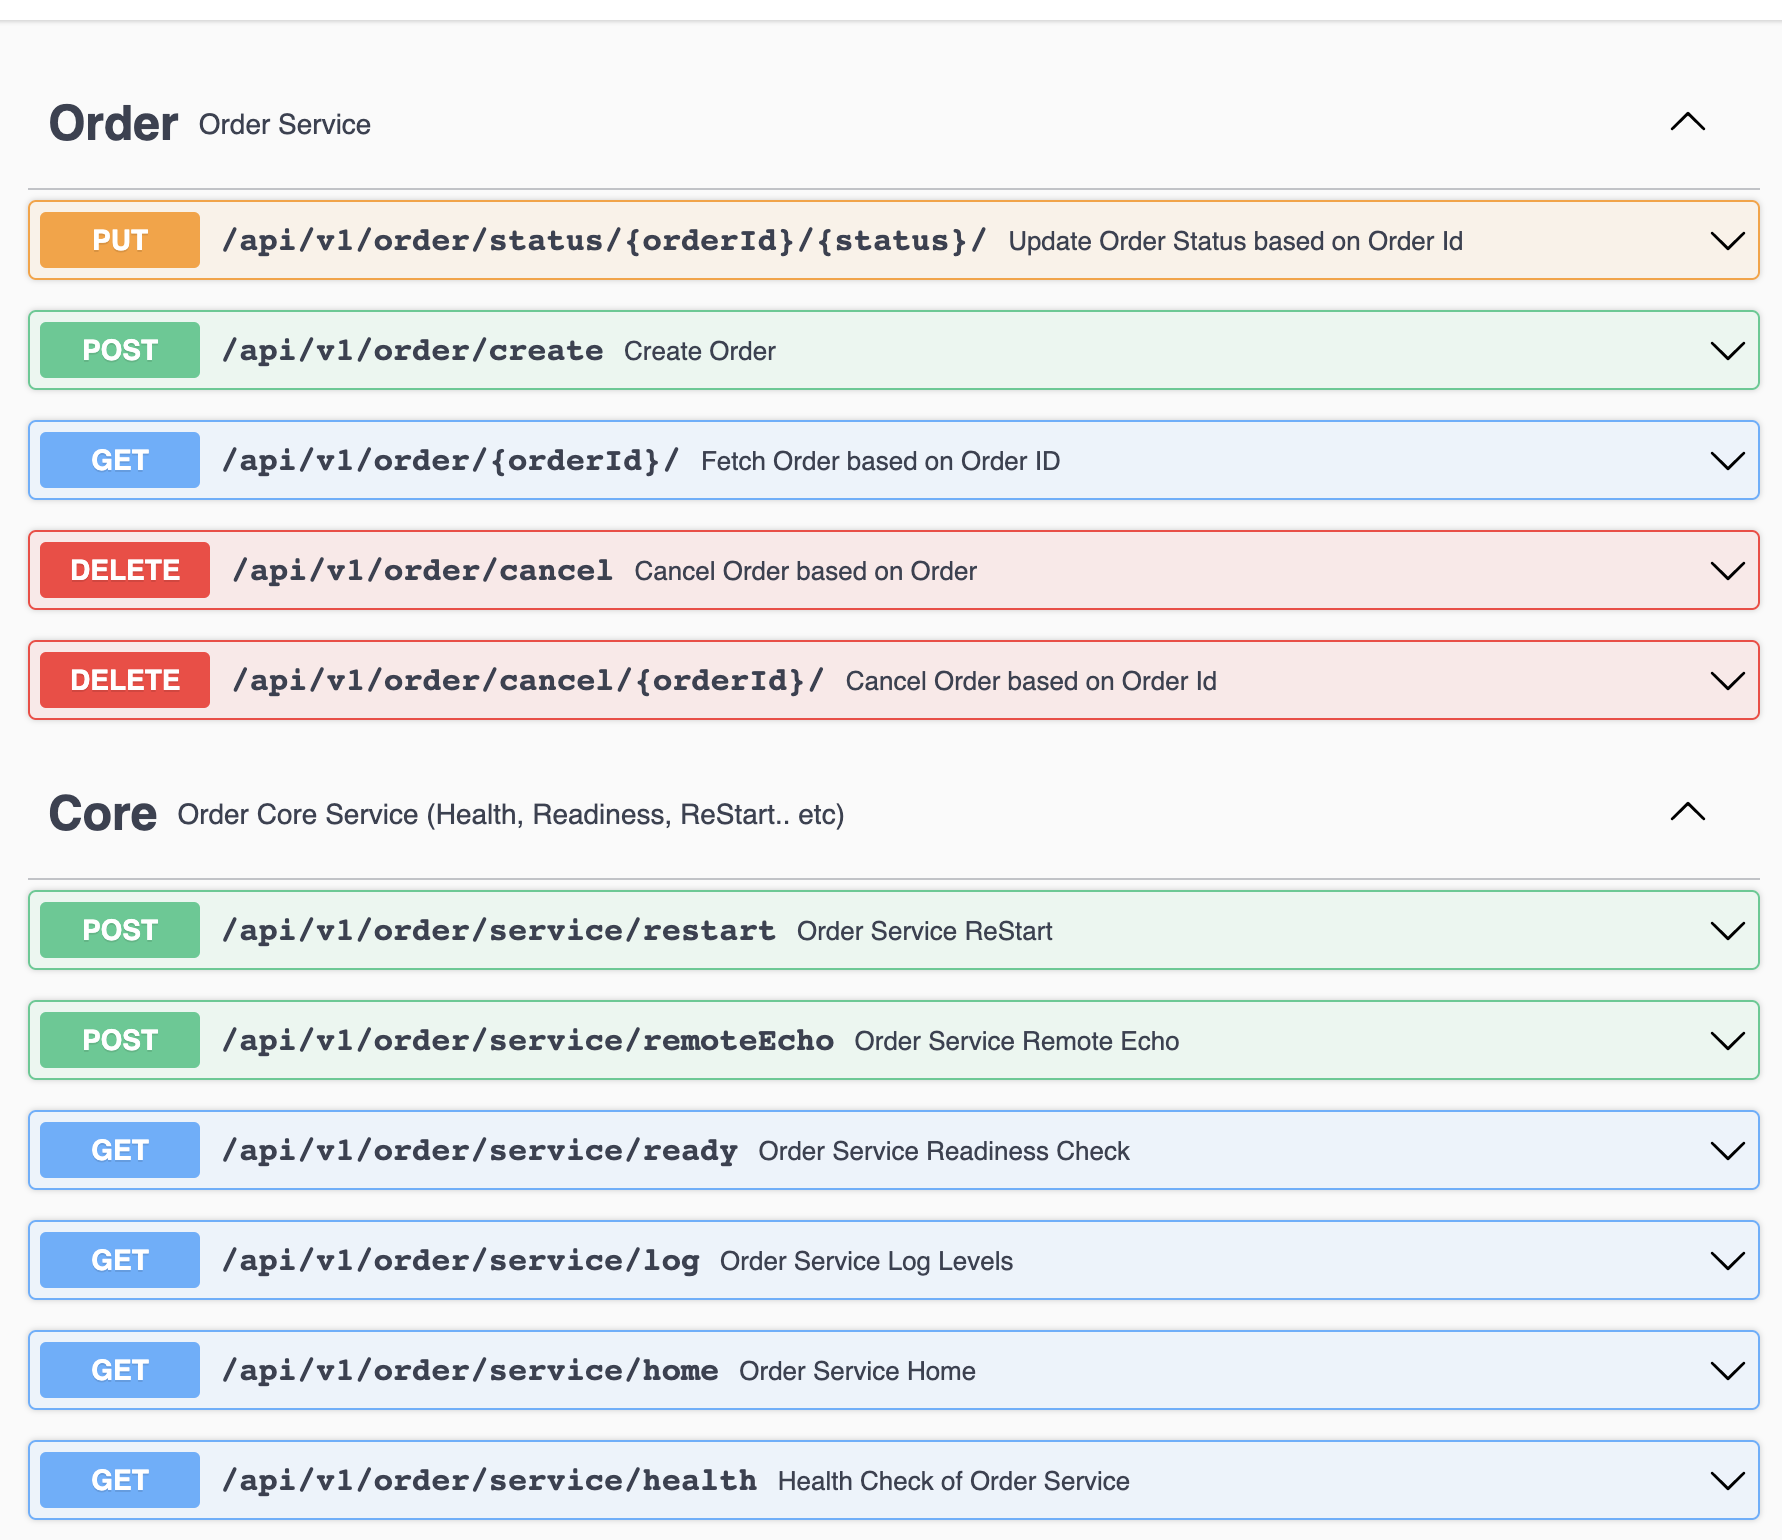 Order Order Service
PUT /api/v1/order/status/{orderId}/{status}/ Update Order Status based on Order Id
POST /api/v1/order/create Create Order
GET /api/v1/order/{orderId}/ Fetch Order based on Order ID
DELETE /api/v1/order/cancel Cancel Order based on Order
DELETE /api/v1/order/cancel/{orderId}/ Cancel Order based on Order Id
Core Order Core Service (Health, Readiness, ReStart.. etc)
POST /api/v1/order/service/restart Order Service ReStart
POST /api/v1/order/service/remoteEcho Order Service Remote Echo
GET /api/v1/order/service/ready Order Service Readiness Check
GET /api/v1/order/service/log Order Service Log Levels
GET /api/v1/order/service/home Order Service Home
GET /api/v1/order/service/health Health Check of Order Service